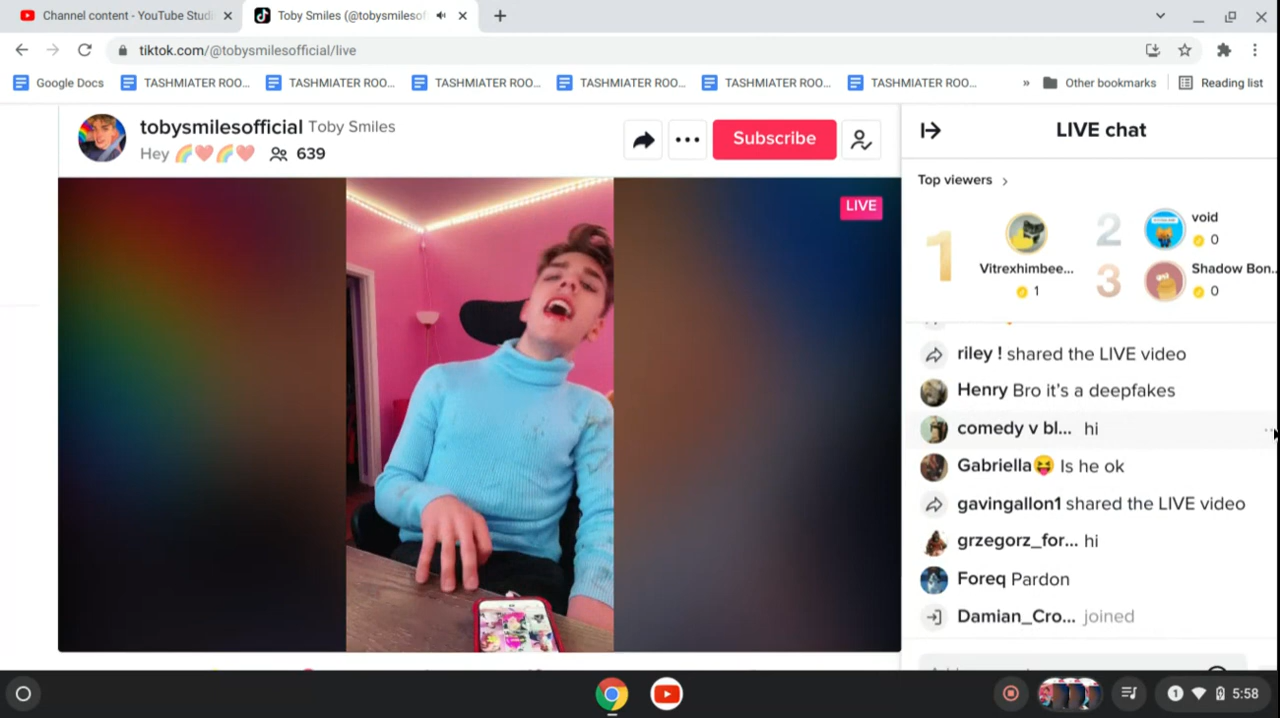 Channel content - YouTube Studi
Toby Smiles (@tobysmilesof
tiktok.com/@tobysmilesofficial/live
Google Docs
TASHMIATER ROO...
TASHMIATER ROO...
TASHMIATER ROO...
TASHMIATER ROO...
TASHMIATER ROO...
TASHMIATER ROO...
»
Other bookmarks
Reading list
tobysmilesofficial Toby Smiles
Hey 🌈❤️🌈❤️ 639
Subscribe
LIVE
LIVE chat
Top viewers
1
Vitrexhimbee...
1
2
void
0
3
Shadow Bon...
0
riley ! shared the LIVE video
Henry Bro it’s a deepfakes
comedy v bl... hi
Gabriella😝 Is he ok
gavingallon1 shared the LIVE video
grzegorz_for... hi
Foreq Pardon
Damian_Cro... joined
1
5:58